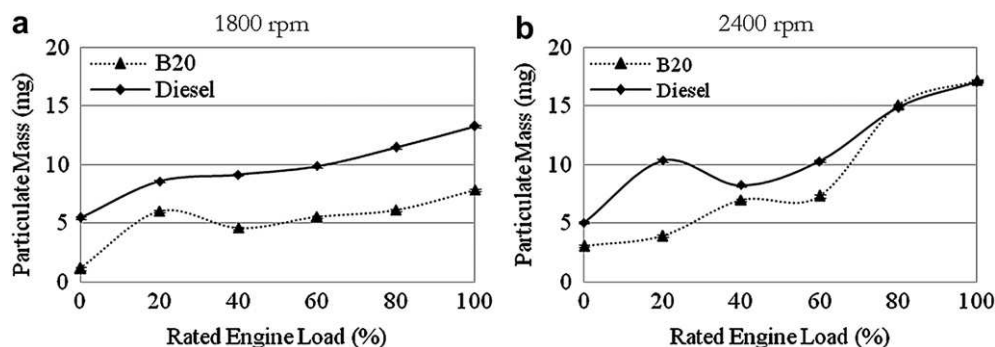 a
1800 rpm
Particulate Mass (mg)
20
15
10
5
0
B20
Diesel
0 20 40 60 80 100
Rated Engine Load (%)
b
2400 rpm
Particulate Mass (mg)
20
15
10
5
0
B20
Diesel
0 20 40 60 80 100
Rated Engine Load (%)